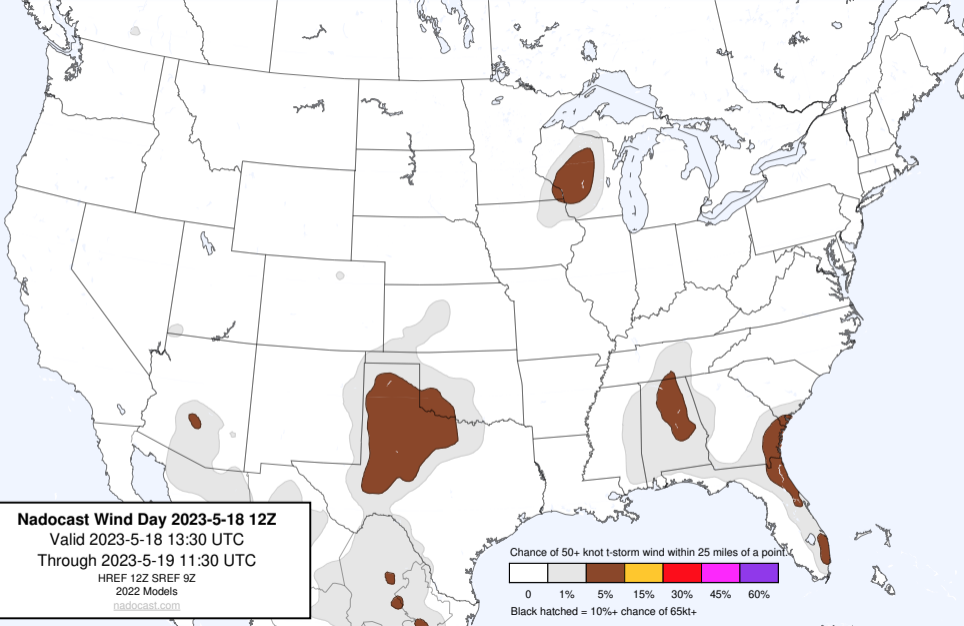 Nadocast Wind Day 2023-5-18 12Z
Valid 2023-5-18 13:30 UTC
Through 2023-5-19 11:30 UTC
HREF 12Z SREF 9Z
2022 Models
nadocast.com
Chance of 50+ knot t-storm wind within 25 miles of a point.
0 1% 5% 15% 30% 45% 60%
Black hatched = 10%+ chance of 65kt+